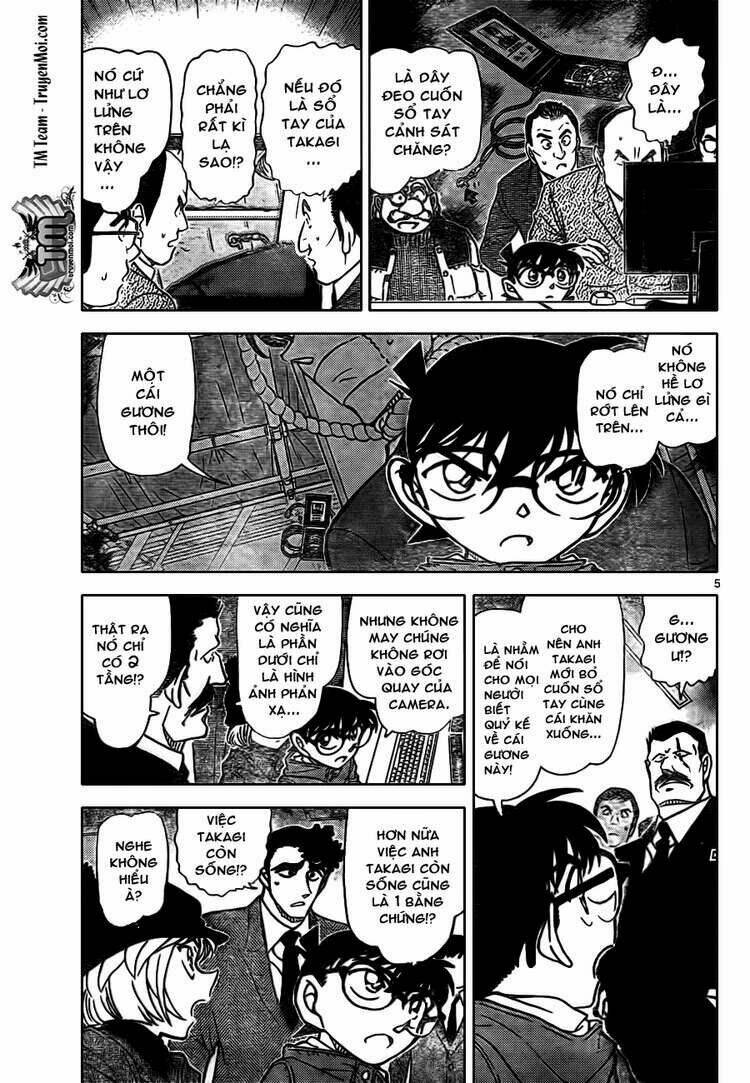 Đ...
ĐÂY
LÀ...
LÀ DÂY
ĐEO CUỐN
SỔ TAY
CẢNH SÁT
CHĂNG?
NẾU ĐÓ
LÀ SỔ
TAY CỦA
TAKAGI
...
CHẲNG
PHẢI
RẤT KÌ
LẠ
SAO!?
NÓ CỨ
NHƯ LƠ
LỬNG
TRÊN
KHÔNG
VẬY
...
TM Team - TruyenMoi.com
TM
truyenmoi.com
NÓ
KHÔNG
HỀ LƠ
LỬNG GÌ
CẢ...
NÓ CHỈ
RỚT LÊN
TRÊN...
MỘT
CÁI
GƯƠNG
THÔI!
5
G...
GƯƠNG
Ư!?
CHO
NÊN ANH
TAKAGI
MỚI BỎ
CUỐN SỔ
TAY CÙNG
CÁI KHĂN
XUỐNG...
LÀ NHẰM
ĐỂ NÓI
CHO MỌI
NGƯỜI
BIẾT
QUỶ KẾ
VỀ CÁI
GƯƠNG
NÀY!
NHƯNG KHÔNG
MAY CHÚNG
KHÔNG RƠI
VÀO GÓC
QUAY CỦA
CAMERA.
VẬY CŨNG
CÓ NGHĨA
LÀ PHẦN
DƯỚI CHỈ
LÀ HÌNH
ẢNH PHẢN
XẠ...
THẬT RA
NÓ CHỈ
CÓ 2
TẦNG!?
HƠN NỮA
VIỆC ANH
TAKAGI CÒN
SỐNG CŨNG
LÀ 1 BẰNG
CHỨNG!?
VIỆC
TAKAGI
CÒN
SỐNG!?
NGHE
KHÔNG
HIỂU
À?